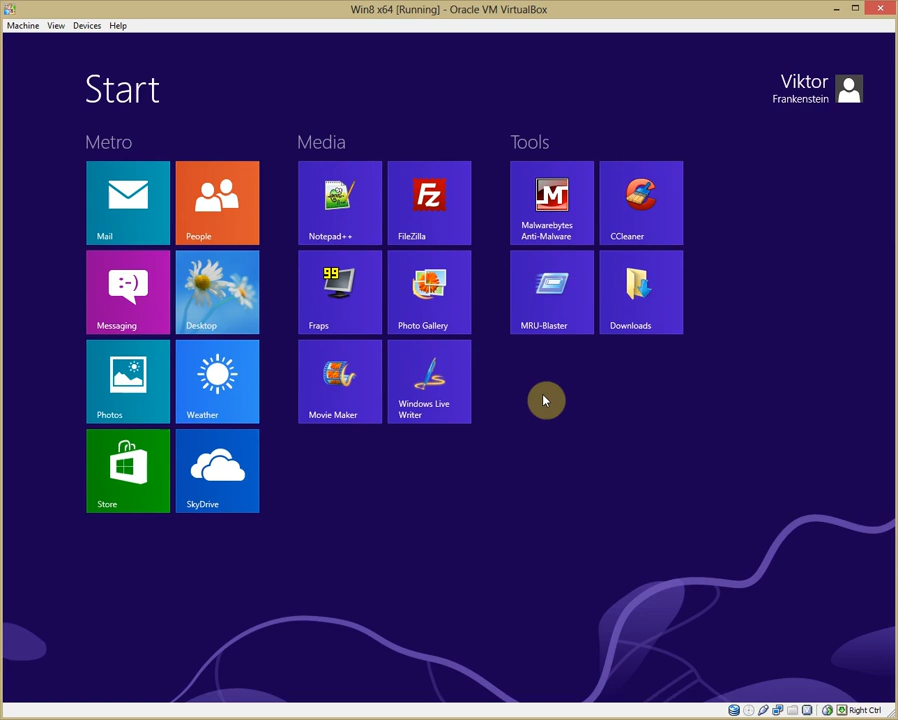 Win8 x64 [Running] - Oracle VM VirtualBox
Machine View Devices Help
Start
Viktor
Frankenstein
Metro
Media
Tools
Mail
People
Notepad++
FileZilla
Malwarebytes
Anti-Malware
CCleaner
Messaging
Desktop
99
Fraps
Photo Gallery
MRU-Blaster
Downloads
Photos
Weather
Movie Maker
Windows Live
Writer
Store
SkyDrive
Right Ctrl